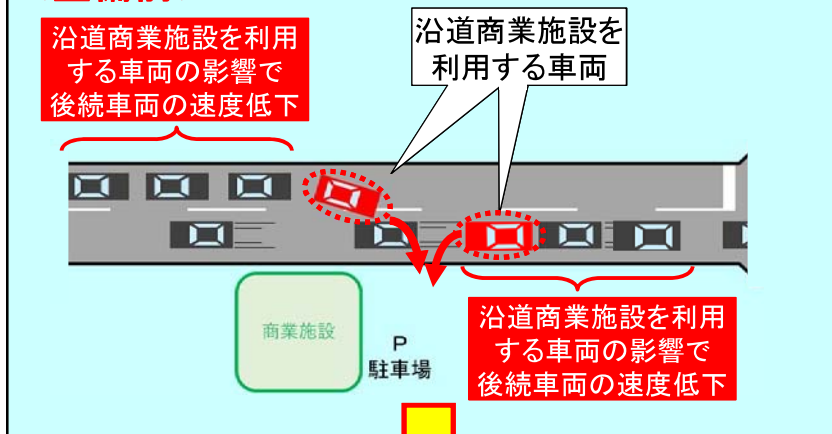 沿道商業施設を利用
する車両の影響で
後続車両の速度低下
沿道商業施設を
利用する車両
商業施設
P
駐車場
沿道商業施設を利用
する車両の影響で
後続車両の速度低下